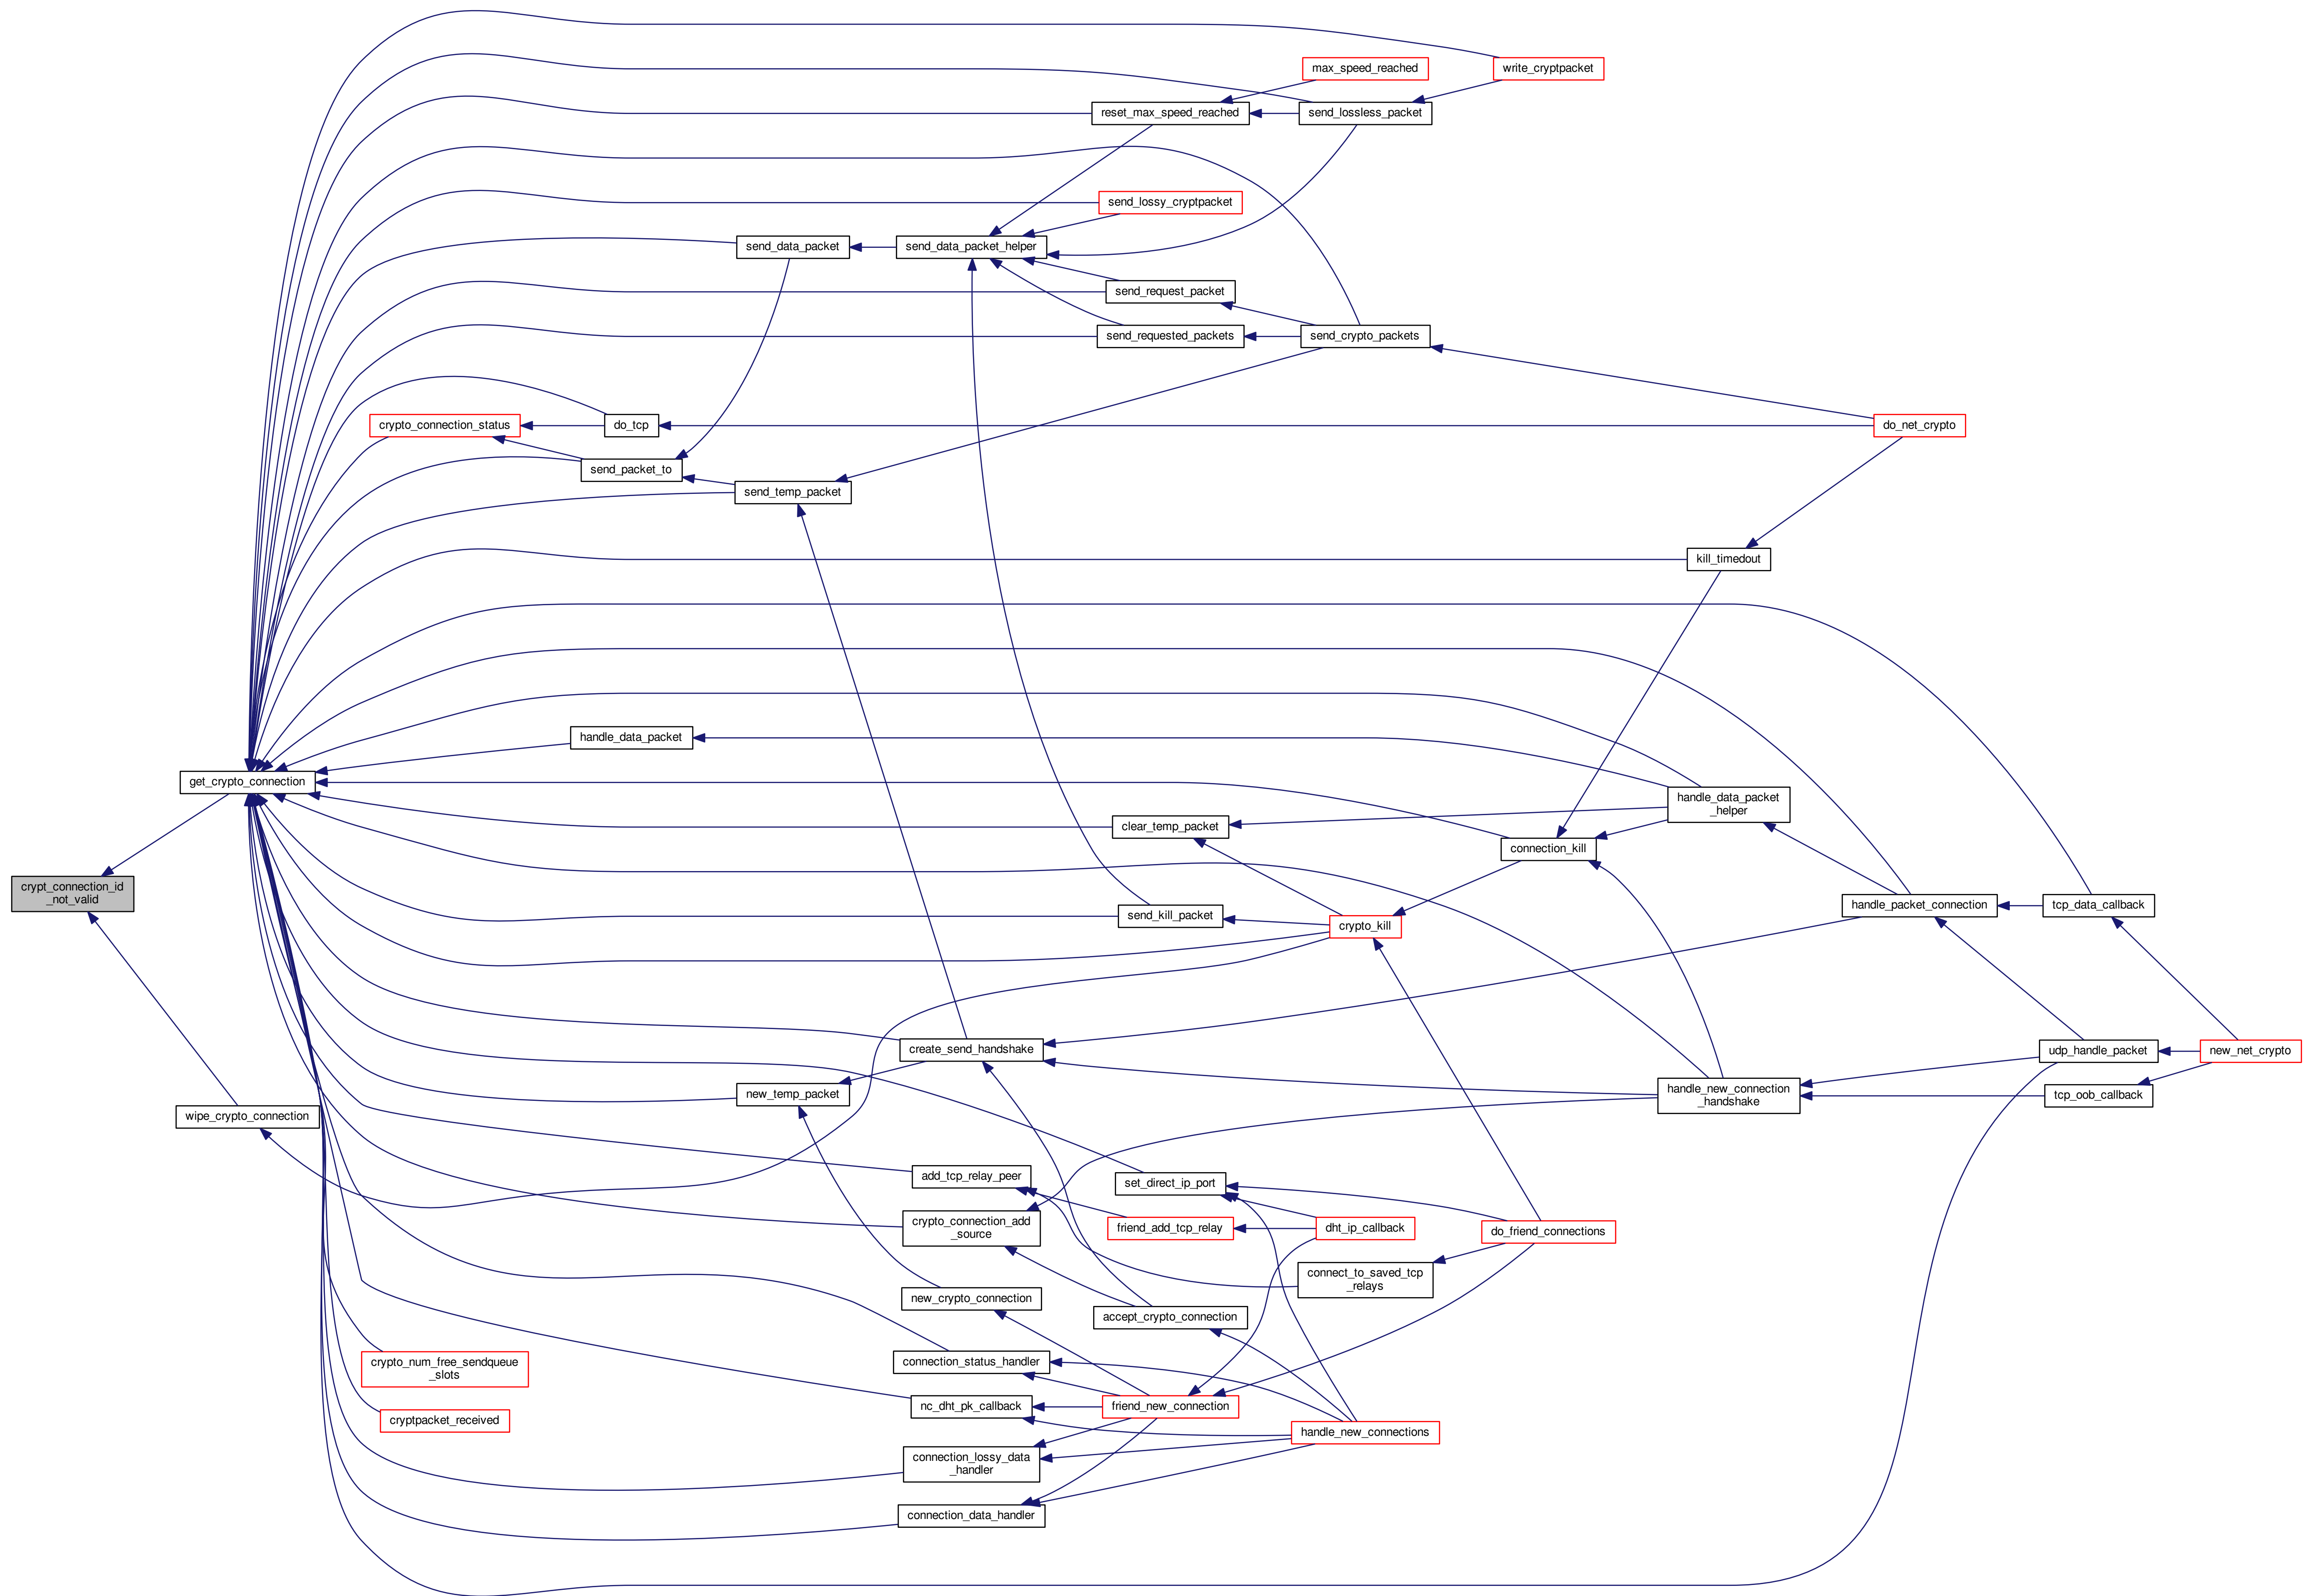 max_speed_reached
write_cryptpacket
reset_max_speed_reached
send_lossless_packet
send_lossy_cryptpacket
send_data_packet
send_data_packet_helper
send_request_packet
send_requested_packets
send_crypto_packets
crypto_connection_status
do_tcp
do_net_crypto
send_packet_to
send_temp_packet
kill_timedout
handle_data_packet
get_crypto_connection
handle_data_packet
_helper
clear_temp_packet
connection_kill
crypt_connection_id
_not_valid
send_kill_packet
crypto_kill
handle_packet_connection
tcp_data_callback
create_send_handshake
udp_handle_packet
new_net_crypto
new_temp_packet
handle_new_connection
_handshake
tcp_oob_callback
wipe_crypto_connection
add_tcp_relay_peer
set_direct_ip_port
crypto_connection_add
_source
friend_add_tcp_relay
dht_ip_callback
do_friend_connections
connect_to_saved_tcp
_relays
new_crypto_connection
accept_crypto_connection
crypto_num_free_sendqueue
_slots
connection_status_handler
cryptpacket_received
nc_dht_pk_callback
friend_new_connection
handle_new_connections
connection_lossy_data
_handler
connection_data_handler